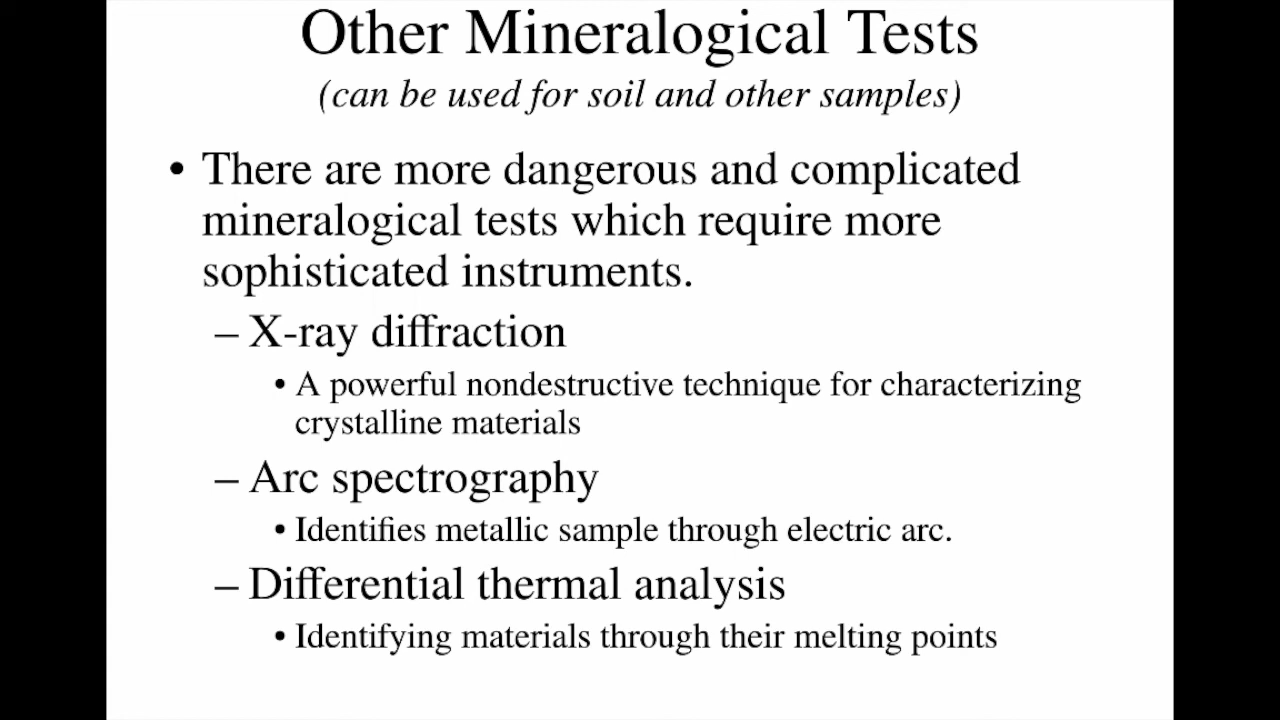 Other Mineralogical Tests
(can be used for soil and other samples)
• There are more dangerous and complicated
mineralogical tests which require more
sophisticated instruments.
– X-ray diffraction
• A powerful nondestructive technique for characterizing
crystalline materials
– Arc spectrography
• Identifies metallic sample through electric arc.
– Differential thermal analysis
• Identifying materials through their melting points